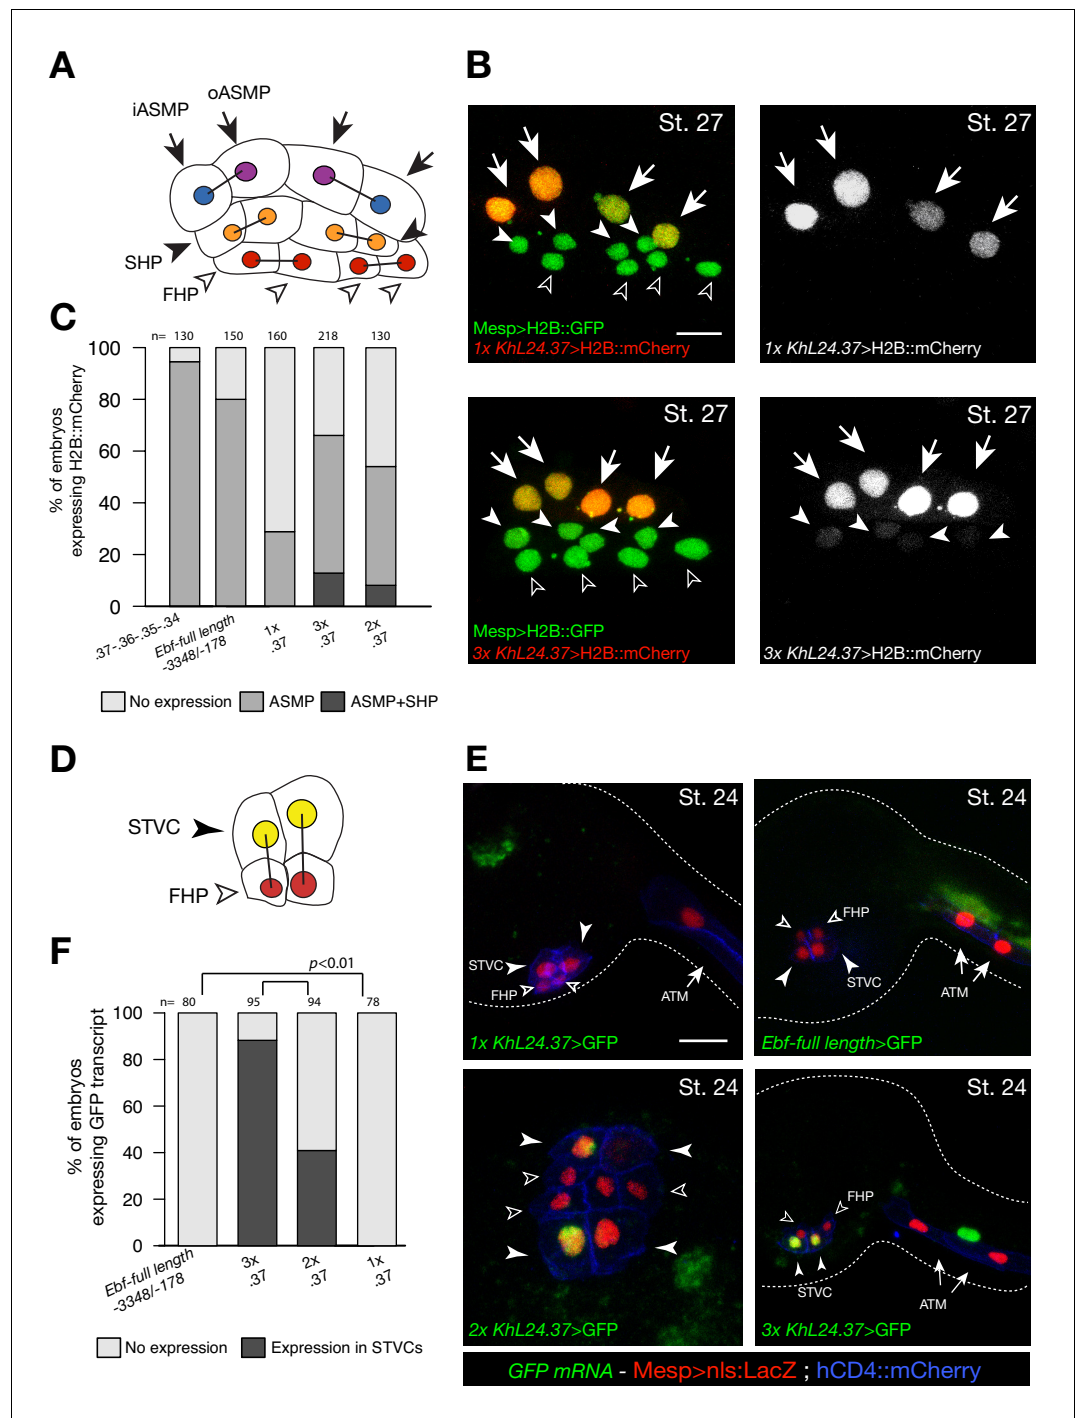 A
iASMP
oASMP
SHP
FHP
B
St. 27
Mesp>H2B::GFP
1x KhL24.37>H2B::mCherry
St. 27
1x KhL24.37>H2B::mCherry
St. 27
Mesp>H2B::GFP
3x KhL24.37>H2B::mCherry
St. 27
3x KhL24.37>H2B::mCherry
C
n= 130 150 160 218 130
% of embryos
expressing H2B::mCherry
100
80
60
40
20
0
.37-.36-.35-.34
Ebf-full length
-3348/-178
1x
.37
3x
.37
2x
.37
No expression
ASMP
ASMP+SHP
D
STVC
FHP
E
St. 24
STVC
FHP
ATM
1x KhL24.37>GFP
St. 24
FHP
STVC
ATM
Ebf-full length>GFP
St. 24
2x KhL24.37>GFP
St. 24
FHP
STVC
ATM
3x KhL24.37>GFP
GFP mRNA - Mesp>nls:LacZ ; hCD4::mCherry
F
p<0.01
n= 80 95 94 78
% of embryos
expressing GFP transcript
100
80
60
40
20
0
Ebf-full length
-3348/-178
3x
.37
2x
.37
1x
.37
No expression
Expression in STVCs